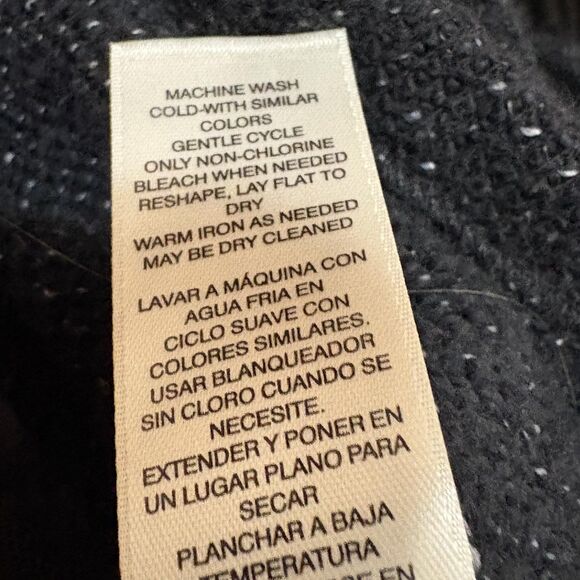 MACHINE WASH
COLD-WITH SIMILAR
COLORS
GENTLE CYCLE
ONLY NON-CHLORINE
BLEACH WHEN NEEDED
RESHAPE, LAY FLAT TO
DRY
WARM IRON AS NEEDED
MAY BE DRY CLEANED
LAVAR A MÁQUINA CON
AGUA FRIA EN
CICLO SUAVE CON
COLORES SIMILARES.
USAR BLANQUEADOR
SIN CLORO CUANDO SE
NECESITE.
EXTENDER Y PONER EN
UN LUGAR PLANO PARA
SECAR
PLANCHAR A BAJA
TEMPERATURA
EN